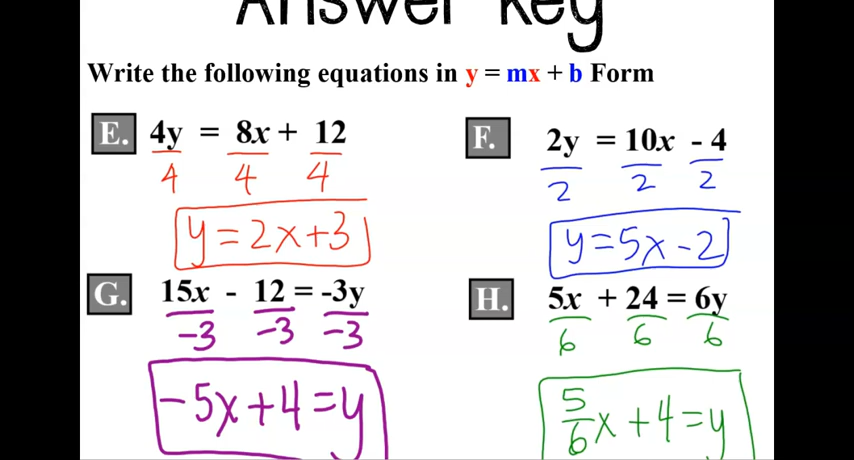 Answer Key
Write the following equations in y = mx + b Form
E. 4y = 8x + 12
4 4 4
y = 2x+3
F. 2y = 10x - 4
2 2 2
y=5x-2
G. 15x - 12 = -3y
-3 -3 -3
-5x+4=y
H. 5x + 24 = 6y
6 6 6
5/6x+4=y